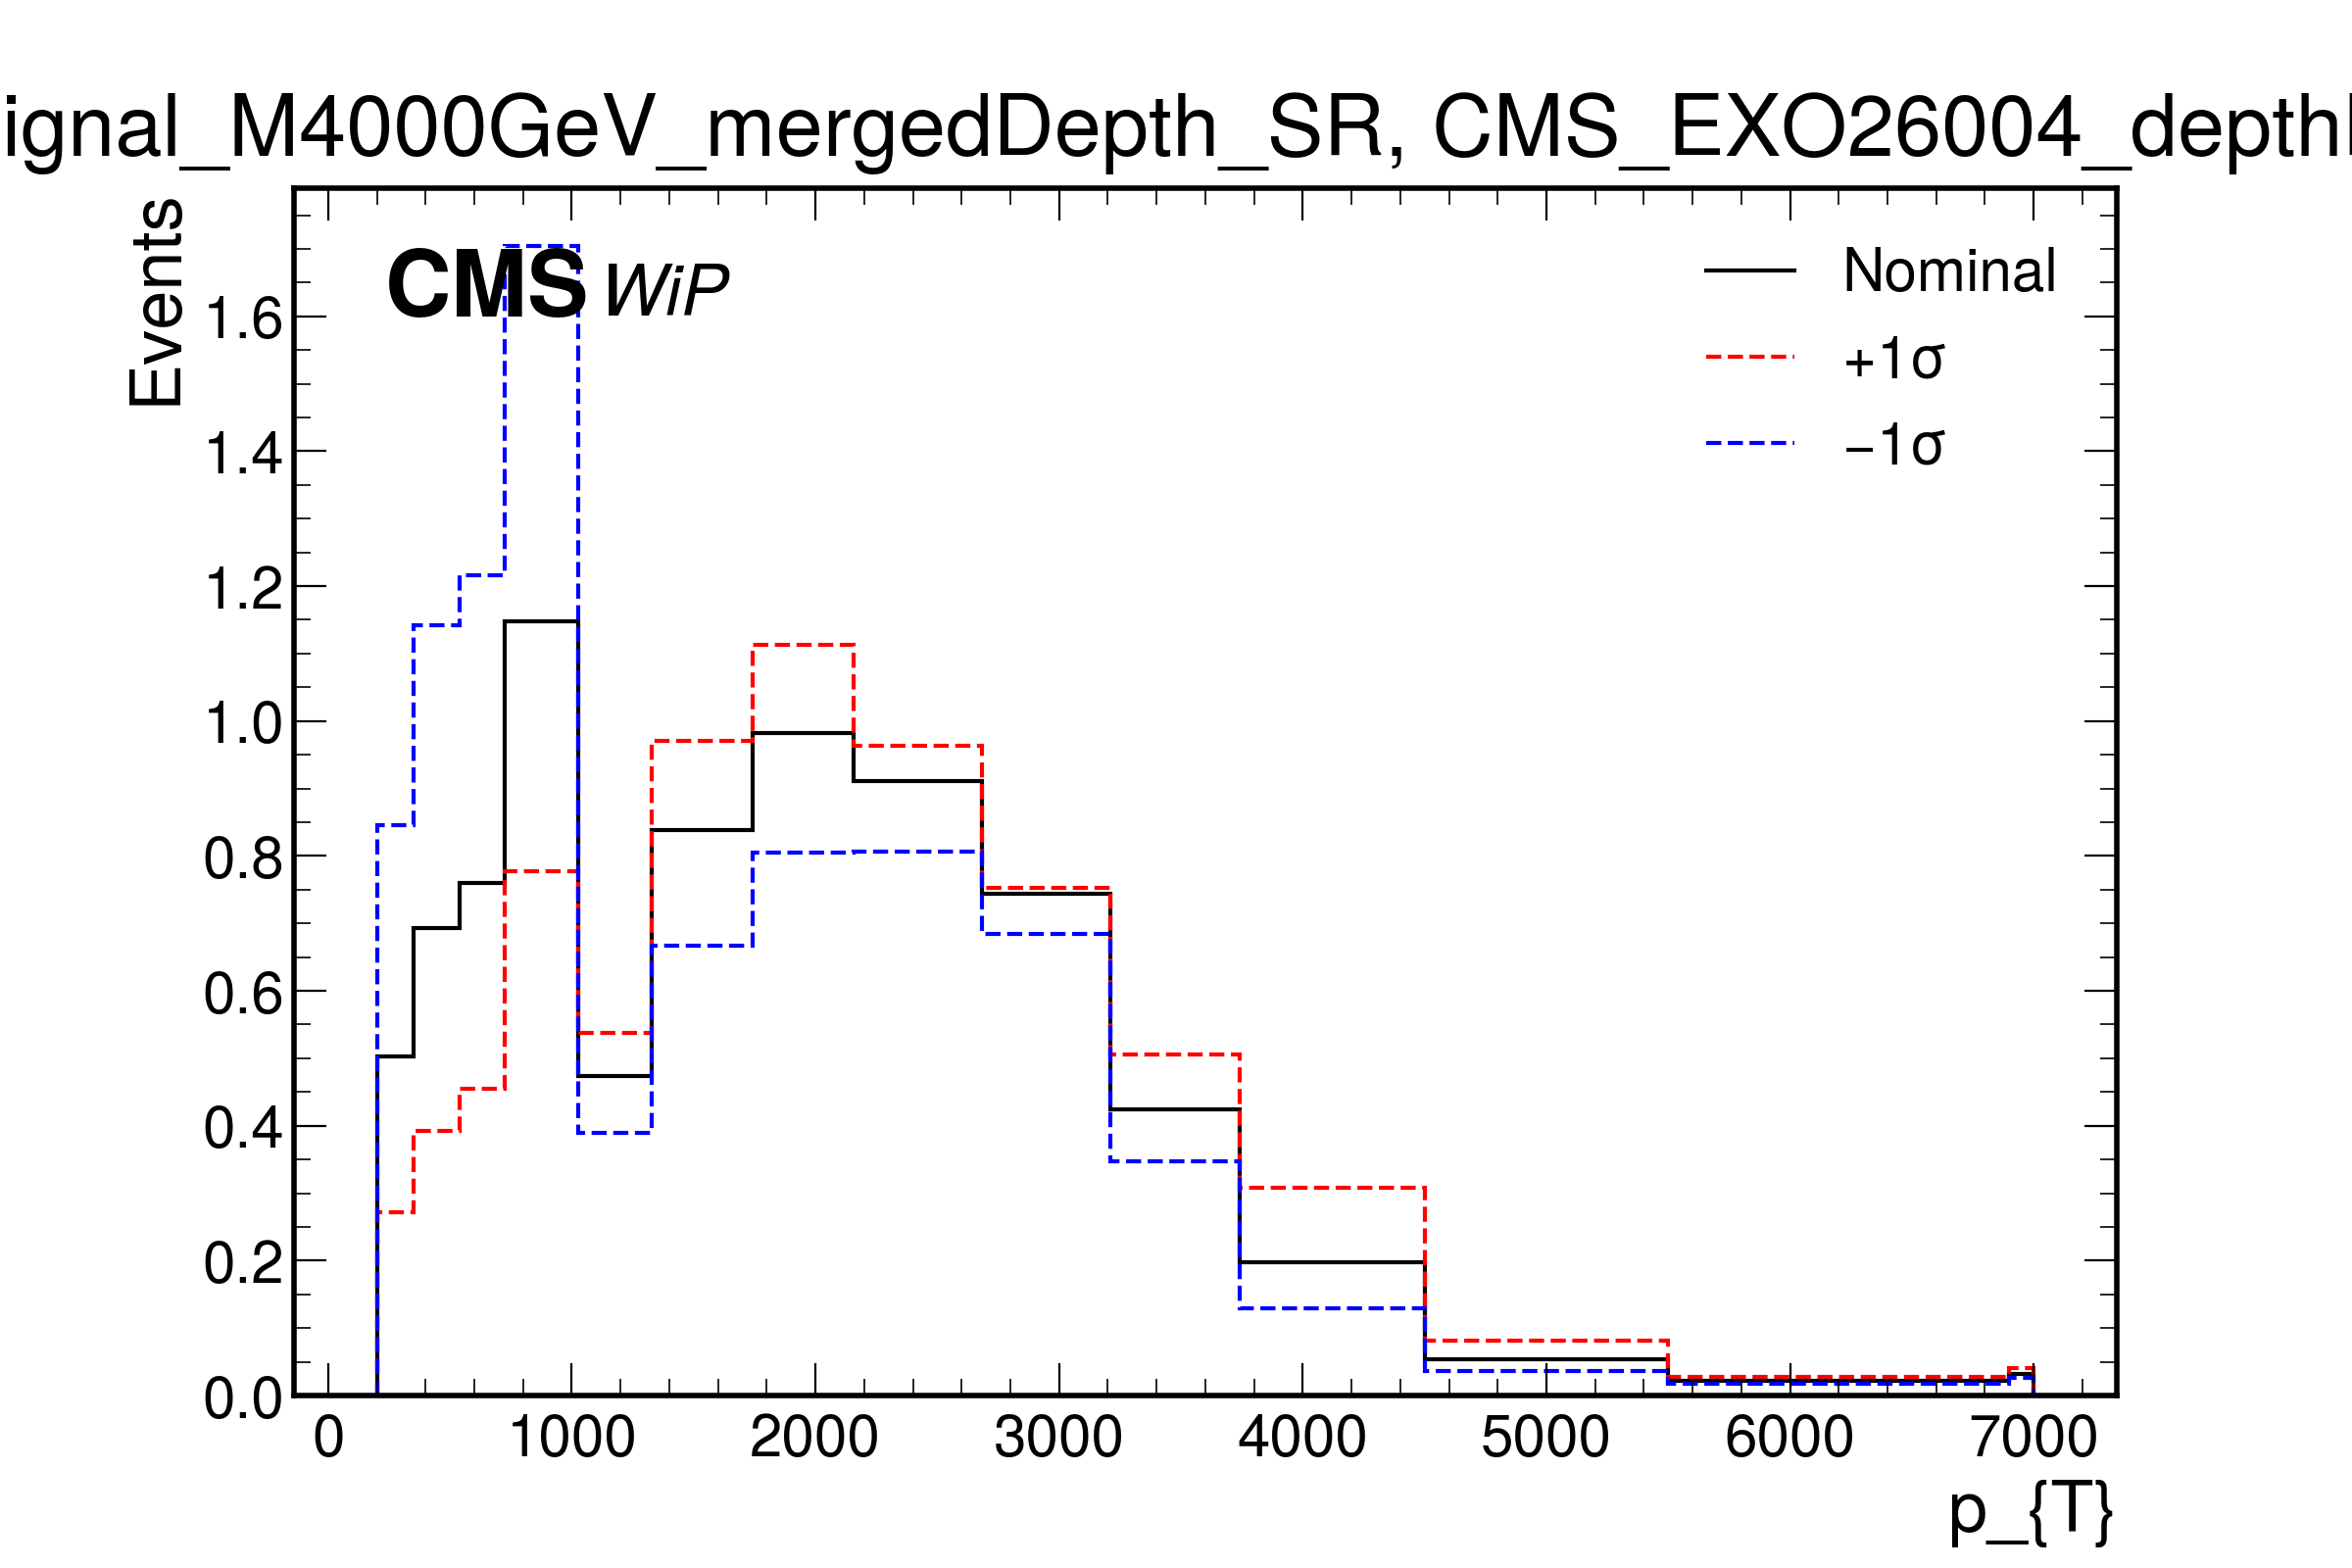 ignal_M4000GeV_mergedDepth_SR, CMS_EXO26004_depth
Events
CMS WiP
Nominal
+1σ
−1σ
1.6
1.4
1.2
1.0
0.8
0.6
0.4
0.2
0.0
0 1000 2000 3000 4000 5000 6000 7000
p_{T}